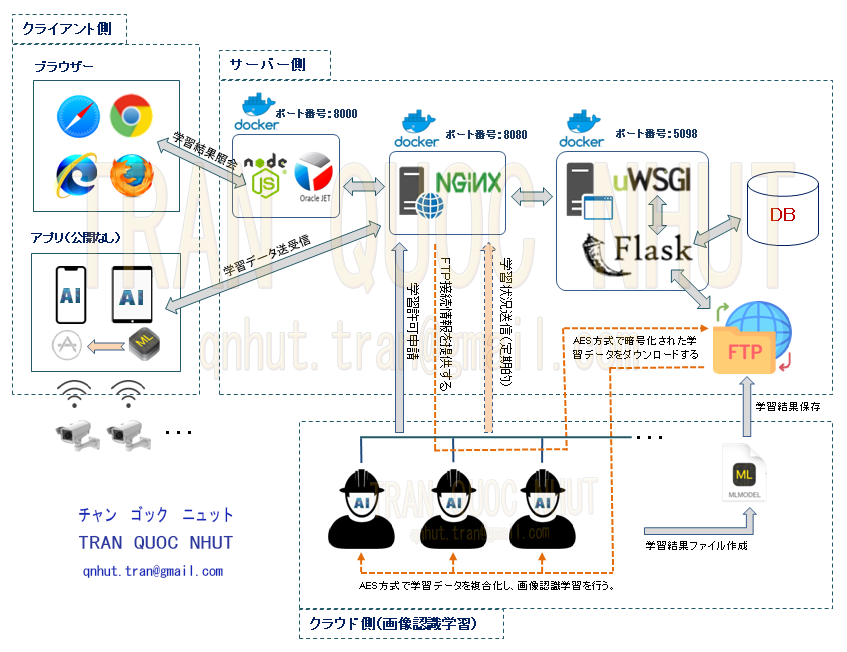 クライアント側
ブラウザー
サーバー側
docker
ポート番号:8000
docker
ポート番号:8080
docker
ポート番号:5098
学習結果照会
node
JS
Oracle JET
NGiNX
uWSGI
Flask
DB
TRAN QUOC NHUT
qnhut.tran@gmail.com
アプリ(公開なし)
学習データ送受信
AI
AI
ML
学習許可申請
FTP接続情報を提供する
学習状況送信(定期的)
AES方式で暗号化された学
習データをダウンロードする
FTP
学習結果保存
...
...
AI
AI
AI
TRAN QUOC NHUT
qnhut.tran@gmail.com
ML
MLMODEL
学習結果ファイル作成
チャン ゴック ニュット
TRAN QUOC NHUT
qnhut.tran@gmail.com
AES方式で学習データを複合化し、画像認識学習を行う。
クラウド側(画像認識学習)